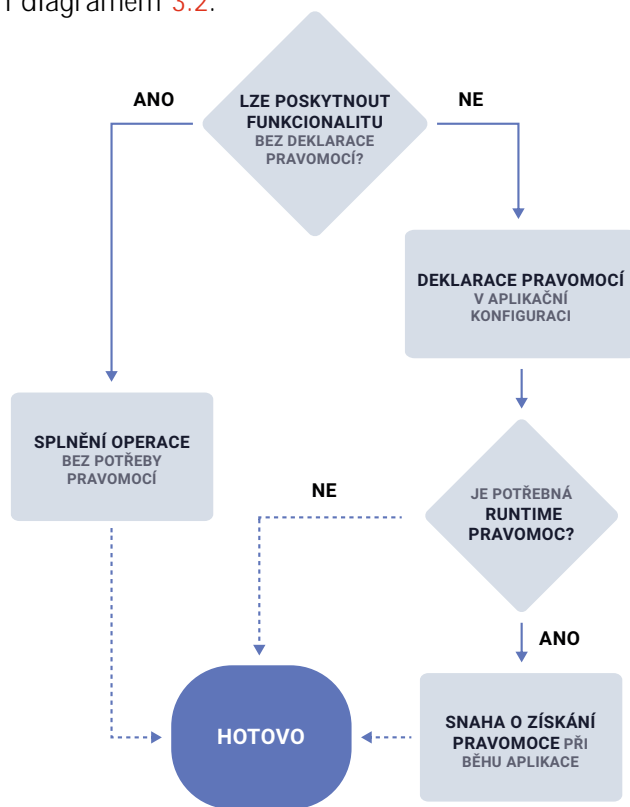 diagramem 3.2.
ANO
LZE POSKYTNOUT
FUNKCIONALITU
BEZ DEKLARACE
PRAVOMOCÍ?
NE
DEKLARACE PRAVOMOCÍ
V APLIKAČNÍ
KONFIGURACI
SPLNĚNÍ OPERACE
BEZ POTŘEBY
PRAVOMOCÍ
NE
JE POTŘEBNÁ
RUNTIME
PRAVOMOC?
ANO
HOTOVO
SNAHA O ZÍSKÁNÍ
PRAVOMOCE PŘI
BĚHU APLIKACE